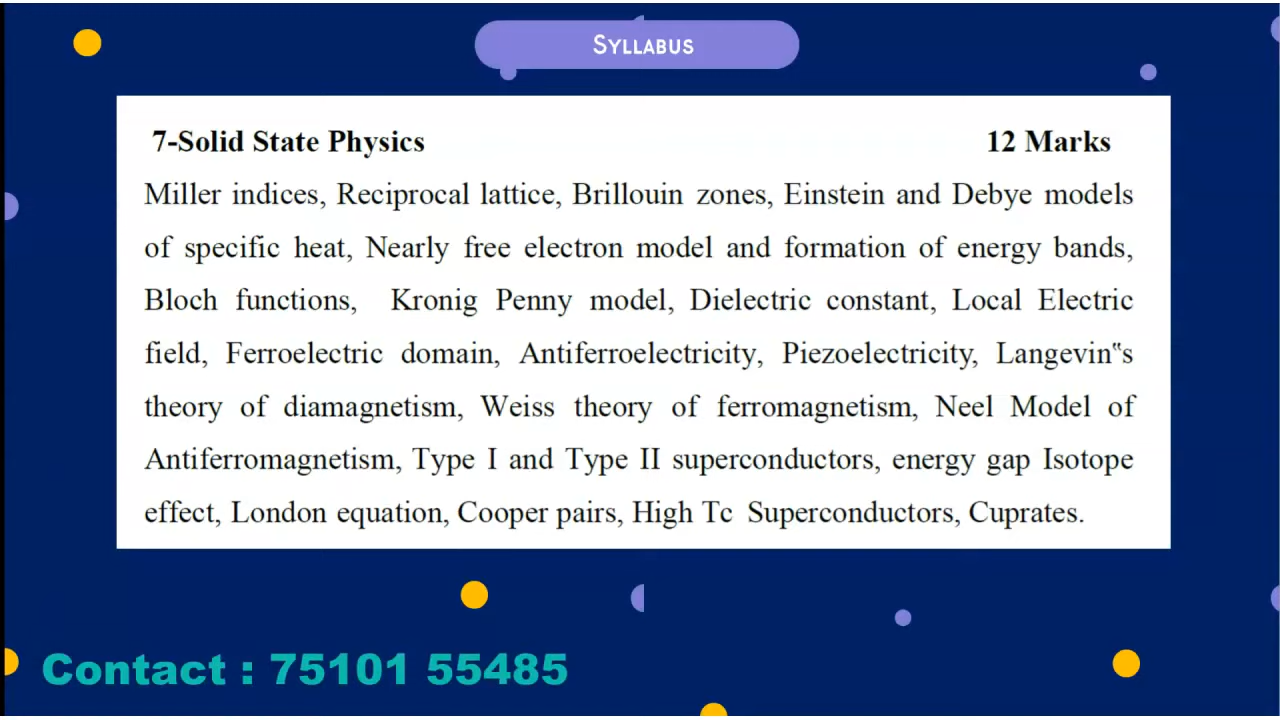 SYLLABUS
7-Solid State Physics 12 Marks
Miller indices, Reciprocal lattice, Brillouin zones, Einstein and Debye models
of specific heat, Nearly free electron model and formation of energy bands,
Bloch functions, Kronig Penny model, Dielectric constant, Local Electric
field, Ferroelectric domain, Antiferroelectricity, Piezoelectricity, Langevin‟s
theory of diamagnetism, Weiss theory of ferromagnetism, Neel Model of
Antiferromagnetism, Type I and Type II superconductors, energy gap Isotope
effect, London equation, Cooper pairs, High Tc Superconductors, Cuprates.
Contact : 75101 55485